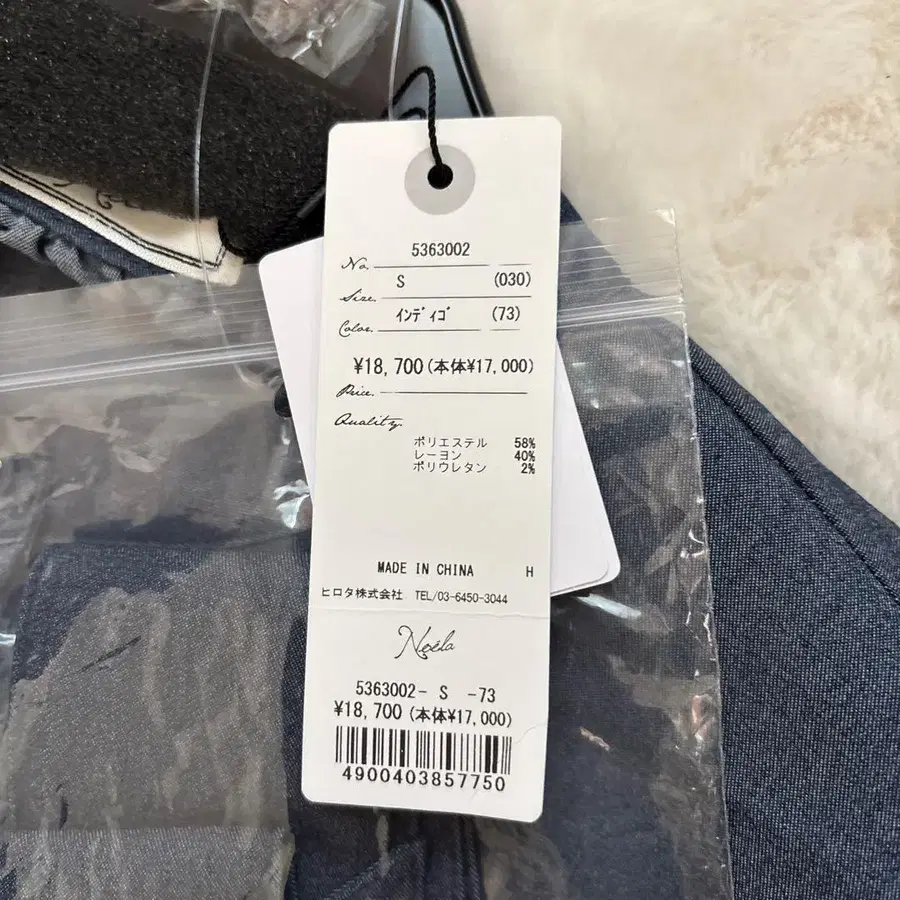 5363002
No.
S (030)
Size.
ｲﾝﾃﾞｨｺﾞ (73)
Color.
¥18,700(本体¥17,000)
Price.
Quality.
ポリエステル 58%
レーヨン 40%
ポリウレタン 2%
MADE IN CHINA H
ヒロタ株式会社 TEL/03-6450-3044
Noéla
5363002- S -73
¥18,700(本体¥17,000)
4900403857750